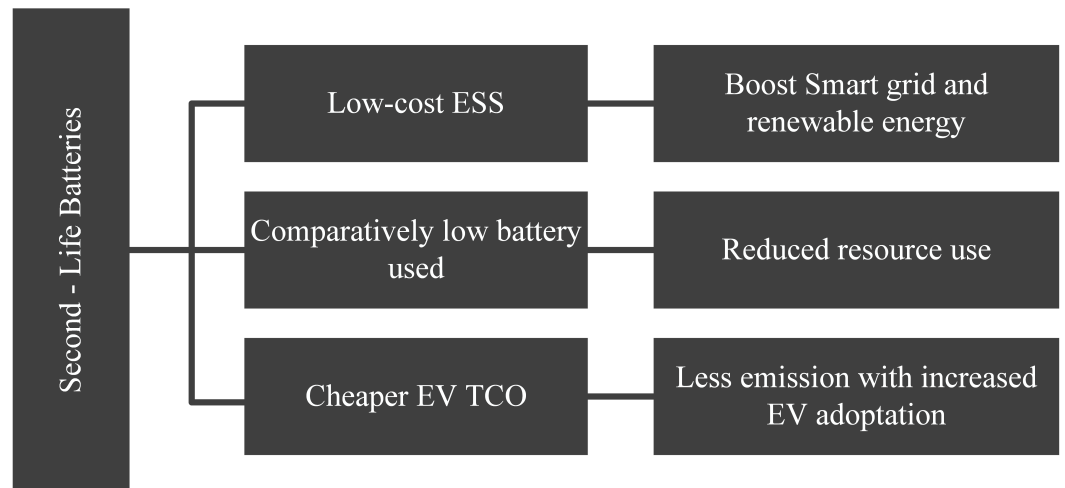 Second - Life Batteries
Low-cost ESS
Boost Smart grid and
renewable energy
Comparatively low battery
used
Reduced resource use
Cheaper EV TCO
Less emission with increased
EV adoptation